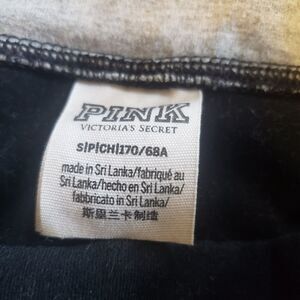 PINK
VICTORIA'S SECRET
S|P|CH|170/68A
made in Sri Lanka/fabriqué au
Sri Lanka/hecho en Sri Lanka/
fabbricato in Sri Lanka/
斯里兰卡制造